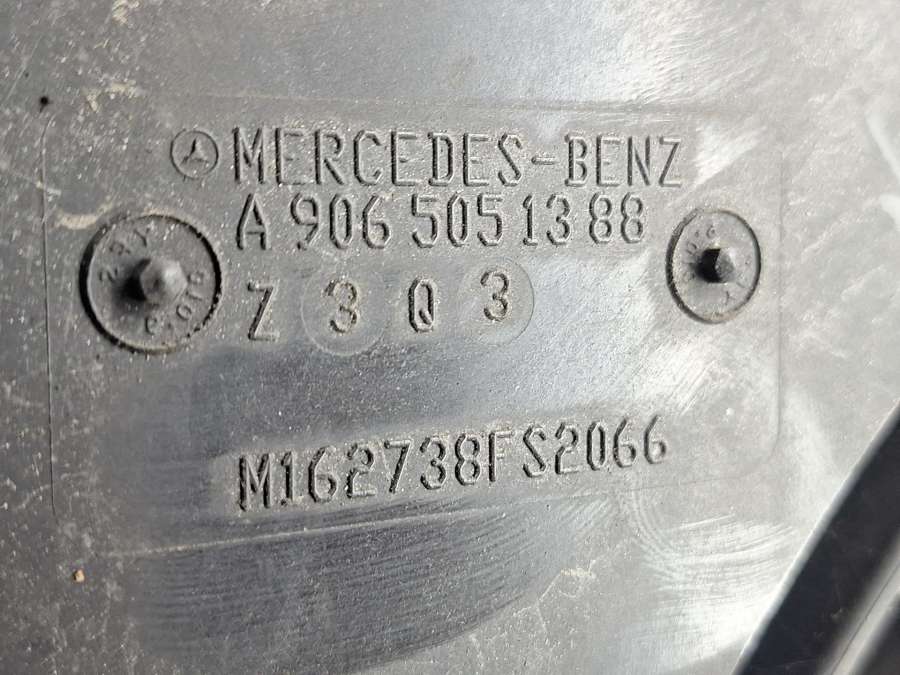 MERCEDES-BENZ
A 906 505 13 88
Z 3 Q 3
M162738FS2066